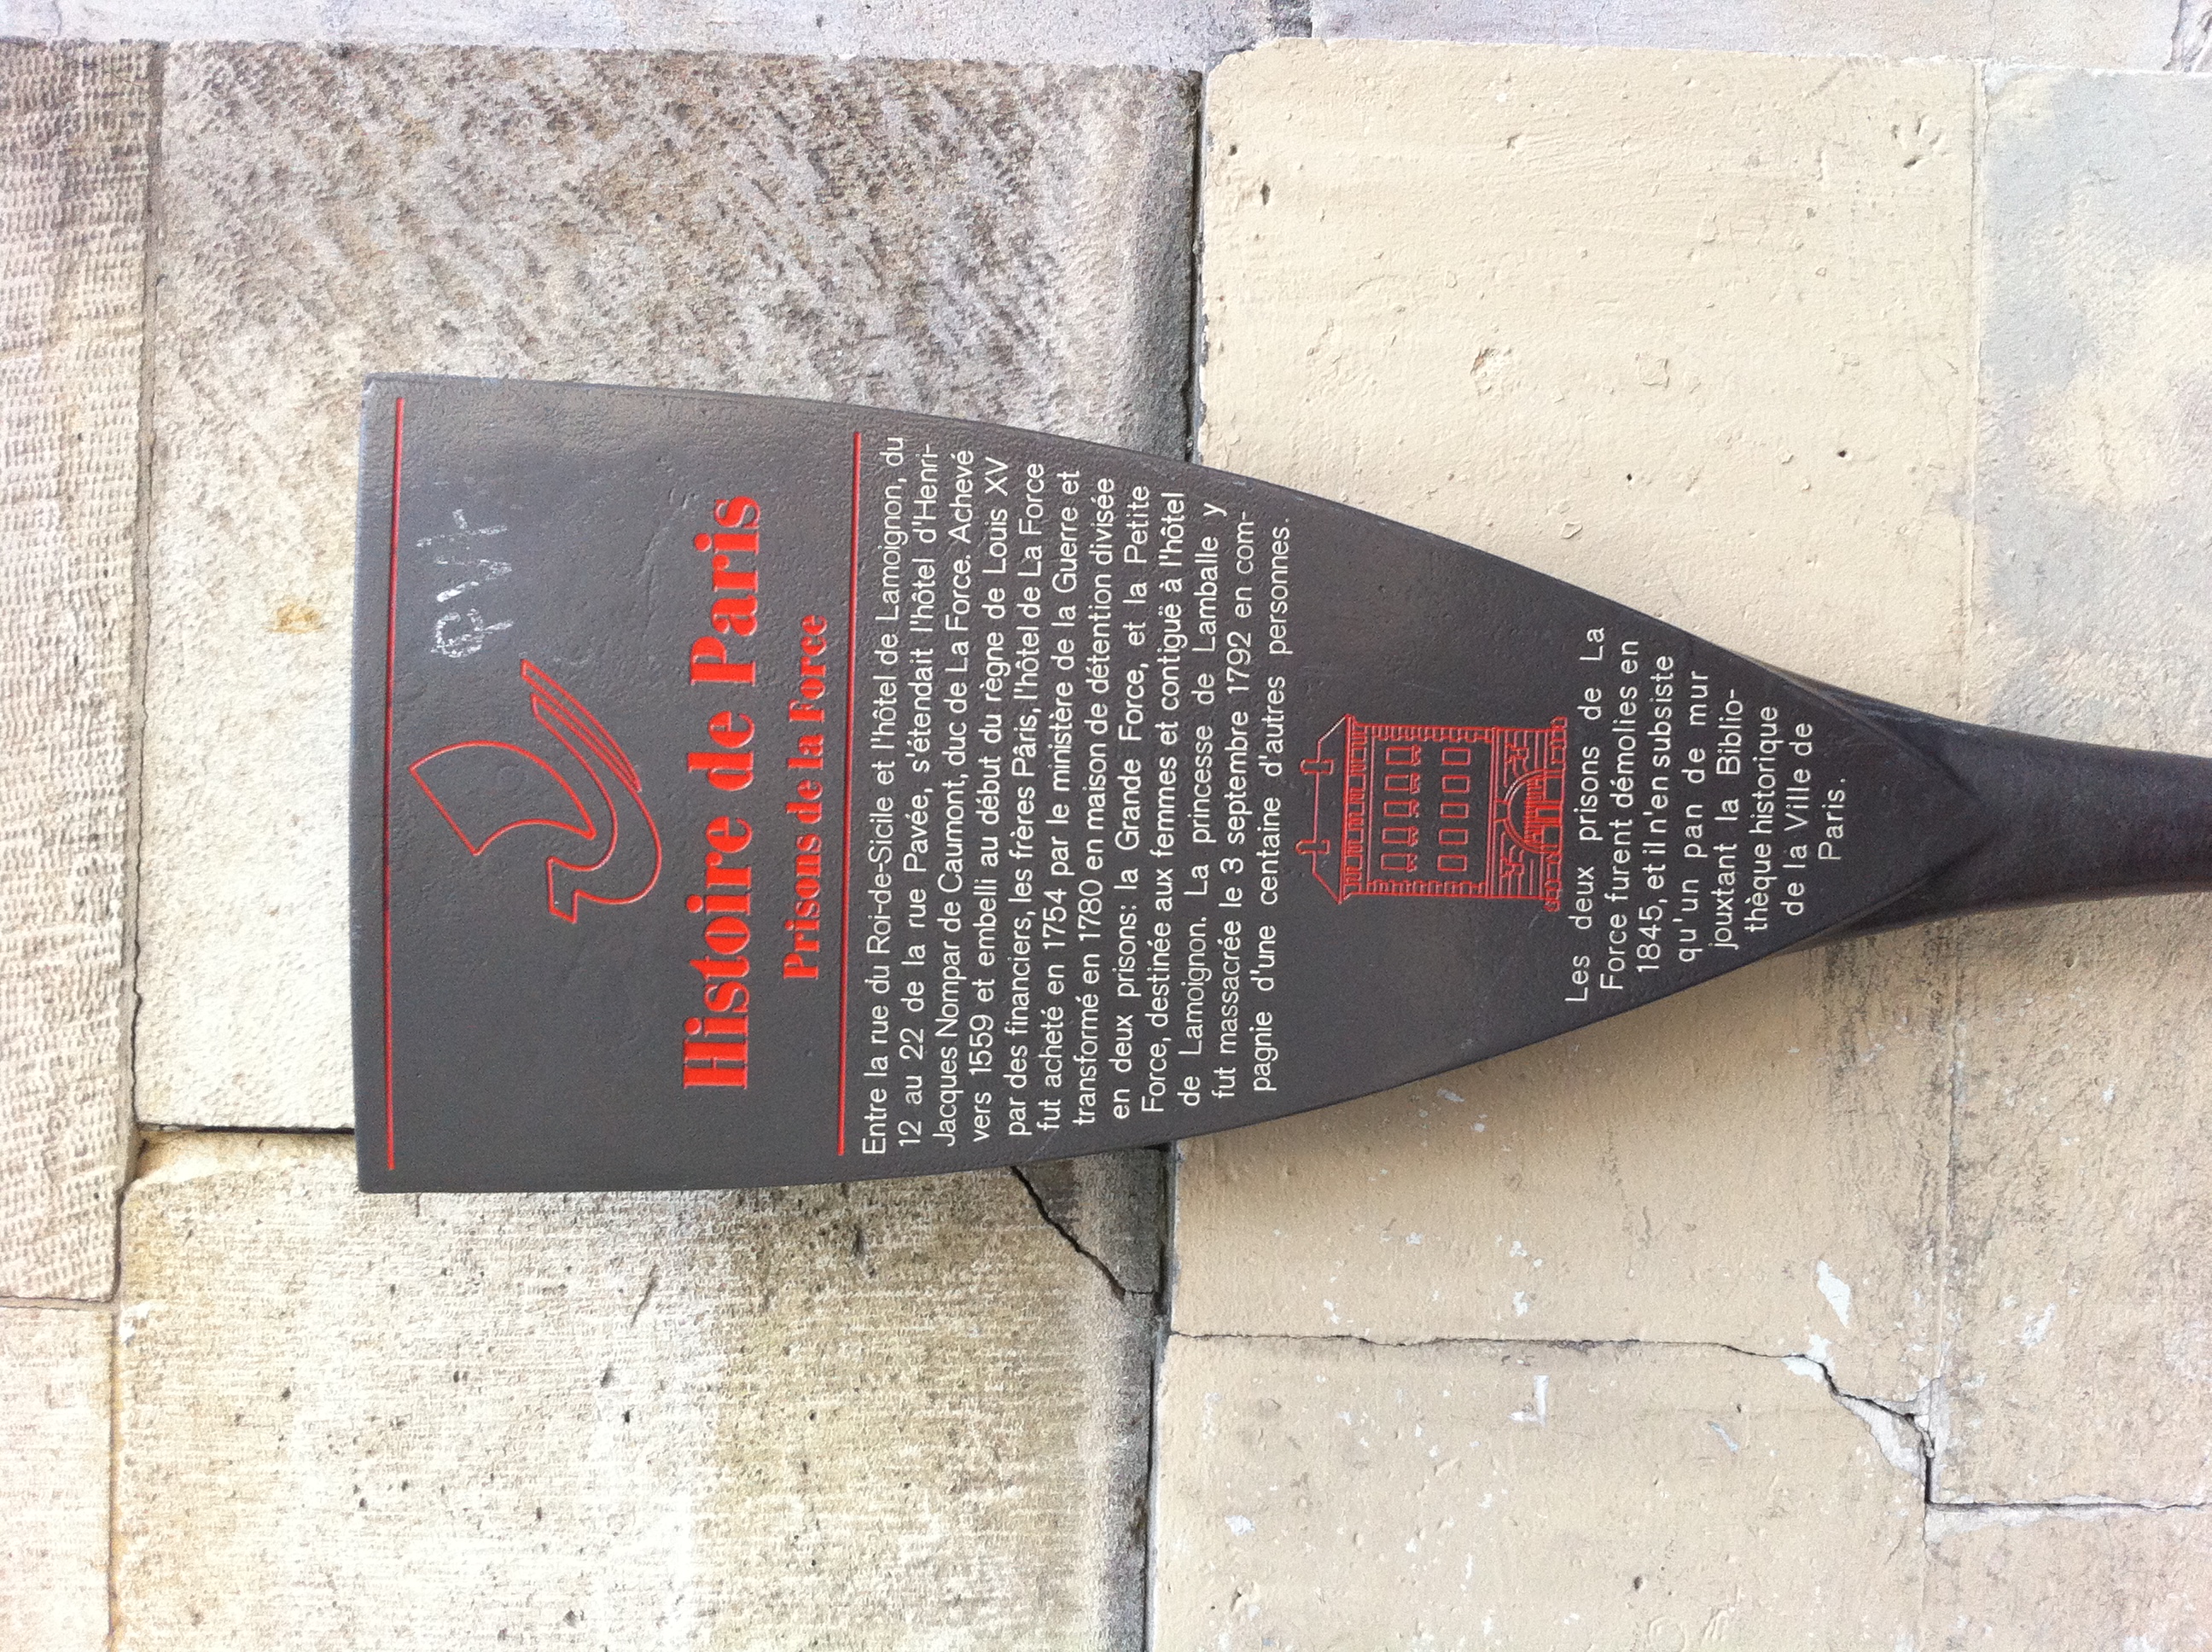 Histoire de Paris
Prisons de la Force
Entre la rue du Roi-de-Sicile et l'hôtel de Lamoignon, du
12 au 22 de la rue Pavée, s'étendait l'hôtel d'Henri-
Jacques Nompar de Caumont, duc de La Force. Achevé
vers 1559 et embelli au début du règne de Louis XV
par des financiers, les frères Pâris, l'hôtel de La Force
fut acheté en 1754 par le ministère de la Guerre et
transformé en 1780 en maison de détention divisée
en deux prisons: la Grande Force, et la Petite
Force, destinée aux femmes et contiguë à l'hôtel
de Lamoignon. La princesse de Lamballe y
fut massacrée le 3 septembre 1792 en com-
pagnie d'une centaine d'autres personnes.
Les deux prisons de La
Force furent démolies en
1845, et il n'en subsiste
qu'un pan de mur
jouxtant la Biblio-
thèque historique
de la Ville de
Paris.